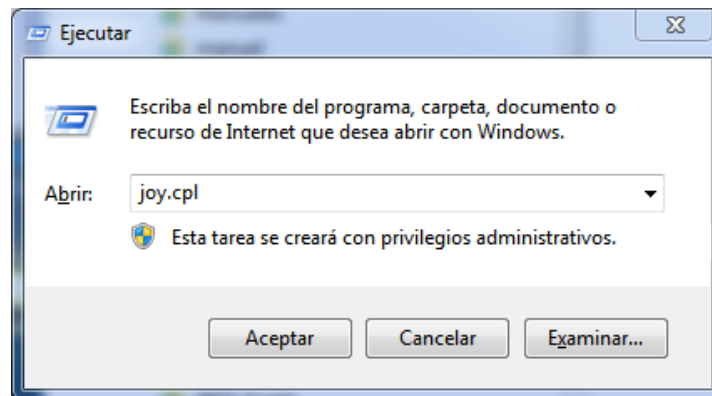 Ejecutar
Escriba el nombre del programa, carpeta, documento o
recurso de Internet que desea abrir con Windows.
Abrir: joy.cpl
Esta tarea se creará con privilegios administrativos.
Aceptar Cancelar Examinar...